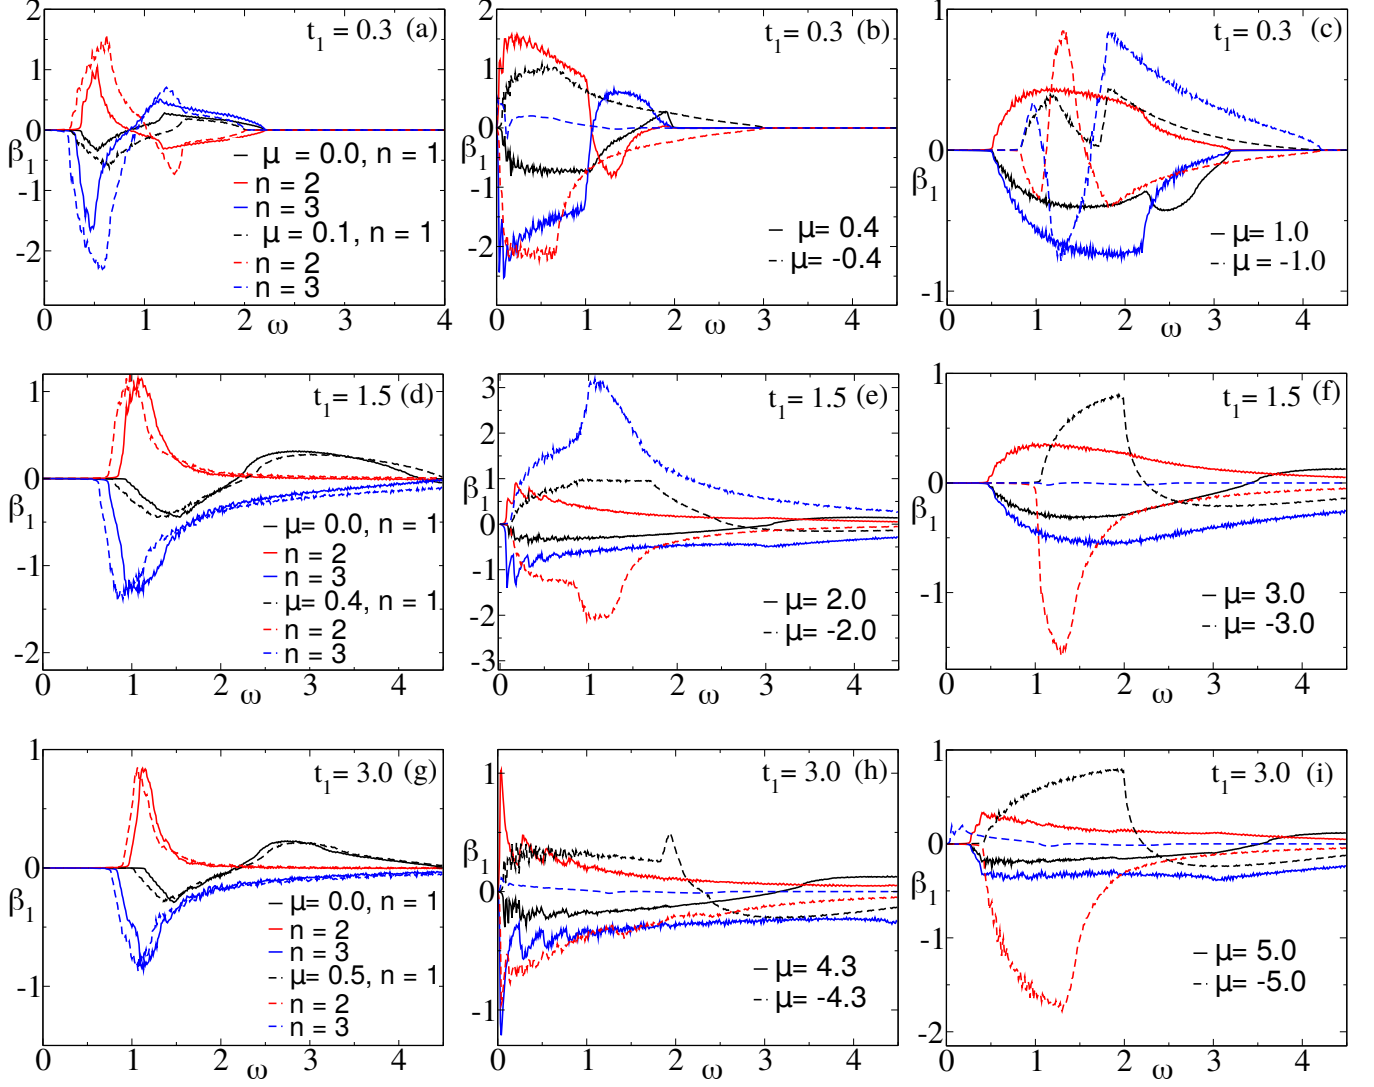 2
1
0
β1
-1
-2
t1 = 0.3 (a)
μ = 0.0, n = 1
n = 2
n = 3
μ = 0.1, n = 1
n = 2
n = 3
0 1 ω 2 3 4
2
1
0
β1
-1
-2
t1 = 0.3 (b)
μ = 0.4
μ = -0.4
0 1 ω 2 3 4
1
0
β1
-1
t1 = 0.3 (c)
μ = 1.0
μ = -1.0
0 1 2 ω 3 4
1
0
β1
-1
-2
t1= 1.5 (d)
μ= 0.0, n = 1
n = 2
n = 3
μ= 0.4, n = 1
n = 2
n = 3
0 1 2 ω 3 4
3
2
1
β1
0
-1
-2
-3
t1= 1.5 (e)
μ= 2.0
μ= -2.0
0 1 2 ω 3 4
1
0
β1
-1
t1= 1.5 (f)
μ= 3.0
μ= -3.0
0 1 2 ω 3 4
1
0
β1
-1
t1= 3.0 (g)
μ= 0.0, n = 1
n = 2
n = 3
μ= 0.5, n = 1
n = 2
n = 3
0 1 2 ω 3 4
1
β1
0
-1
t1= 3.0 (h)
μ= 4.3
μ= -4.3
0 1 2 ω 3 4
1
0
β1
-1
-2
t1= 3.0 (i)
μ= 5.0
μ= -5.0
0 1 2 ω 3 4